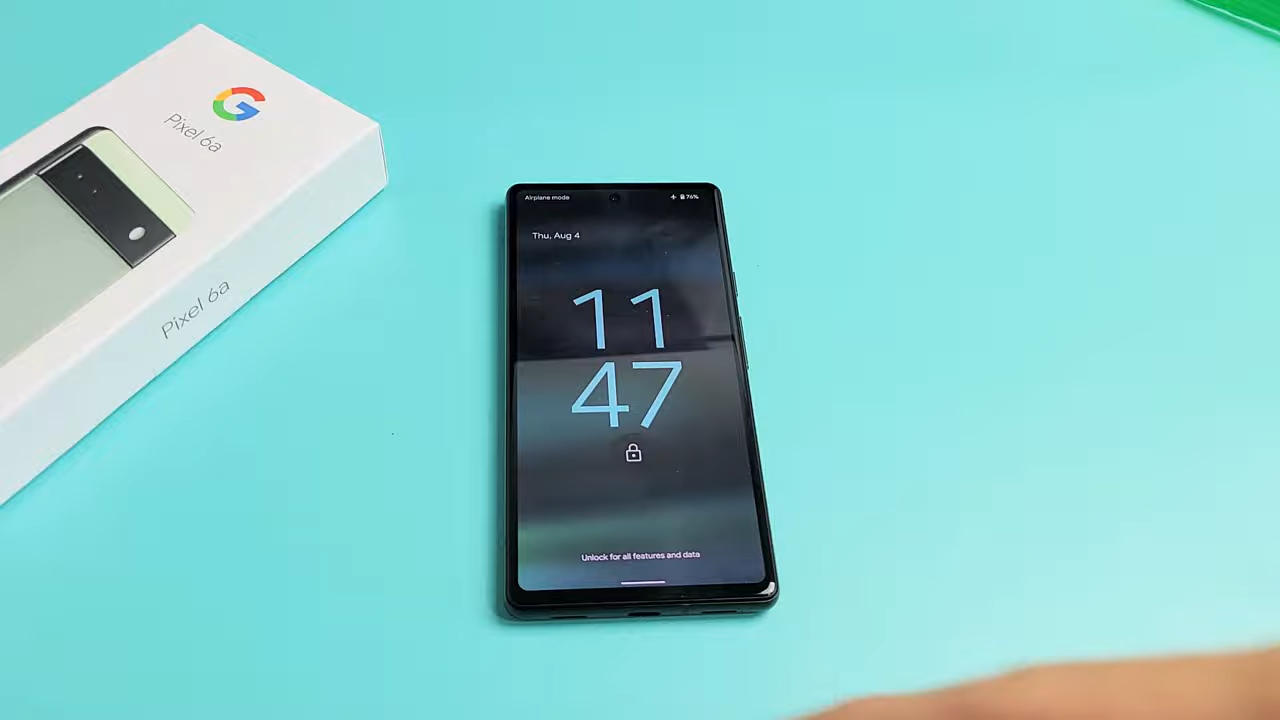 Pixel 6a
Pixel 6a
Airplane mode
76%
Thu, Aug 4
11
47
Unlock for all features and data